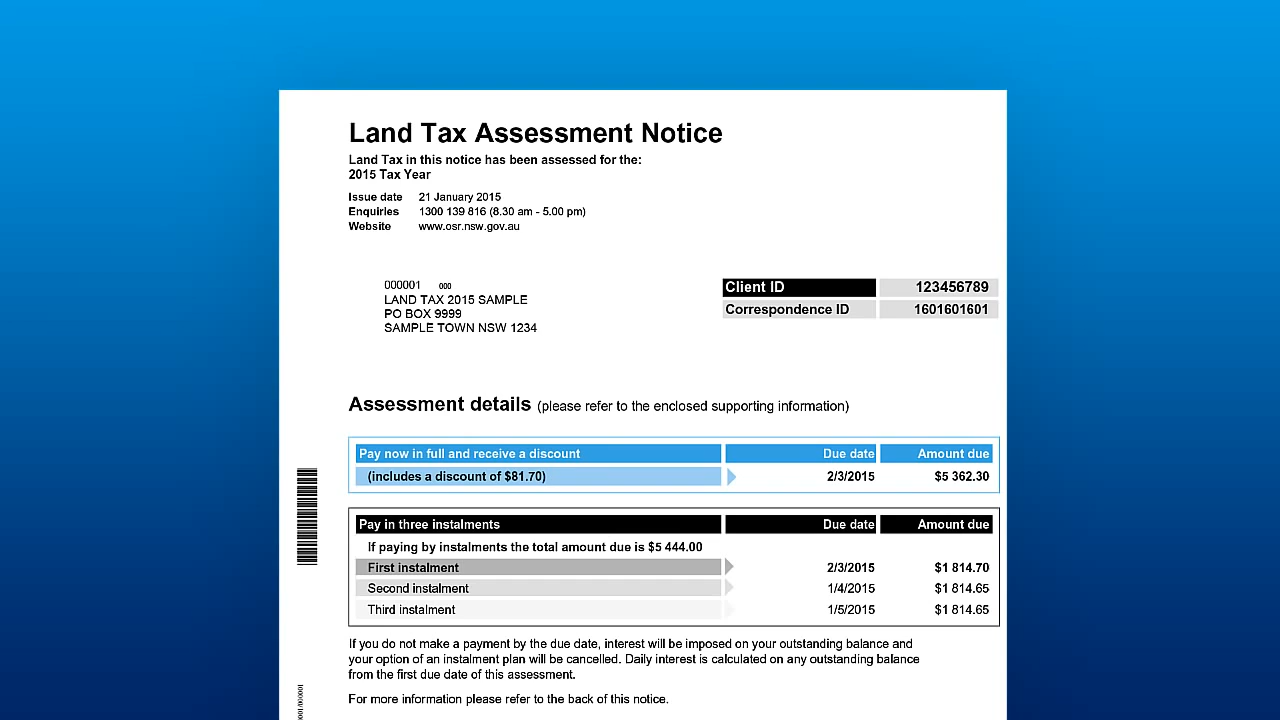 Land Tax Assessment Notice
Land Tax in this notice has been assessed for the:
2015 Tax Year
Issue date 21 January 2015
Enquiries 1300 139 816 (8.30 am - 5.00 pm)
Website www.osr.nsw.gov.au
000001 000
LAND TAX 2015 SAMPLE
PO BOX 9999
SAMPLE TOWN NSW 1234
Client ID 123456789
Correspondence ID 1601601601
Assessment details (please refer to the enclosed supporting information)
Pay now in full and receive a discount Due date Amount due
(includes a discount of $81.70) 2/3/2015 $5 362.30
Pay in three instalments Due date Amount due
If paying by instalments the total amount due is $5 444.00
First instalment 2/3/2015 $1 814.70
Second instalment 1/4/2015 $1 814.65
Third instalment 1/5/2015 $1 814.65
If you do not make a payment by the due date, interest will be imposed on your outstanding balance and
your option of an instalment plan will be cancelled. Daily interest is calculated on any outstanding balance
from the first due date of this assessment.
For more information please refer to the back of this notice.